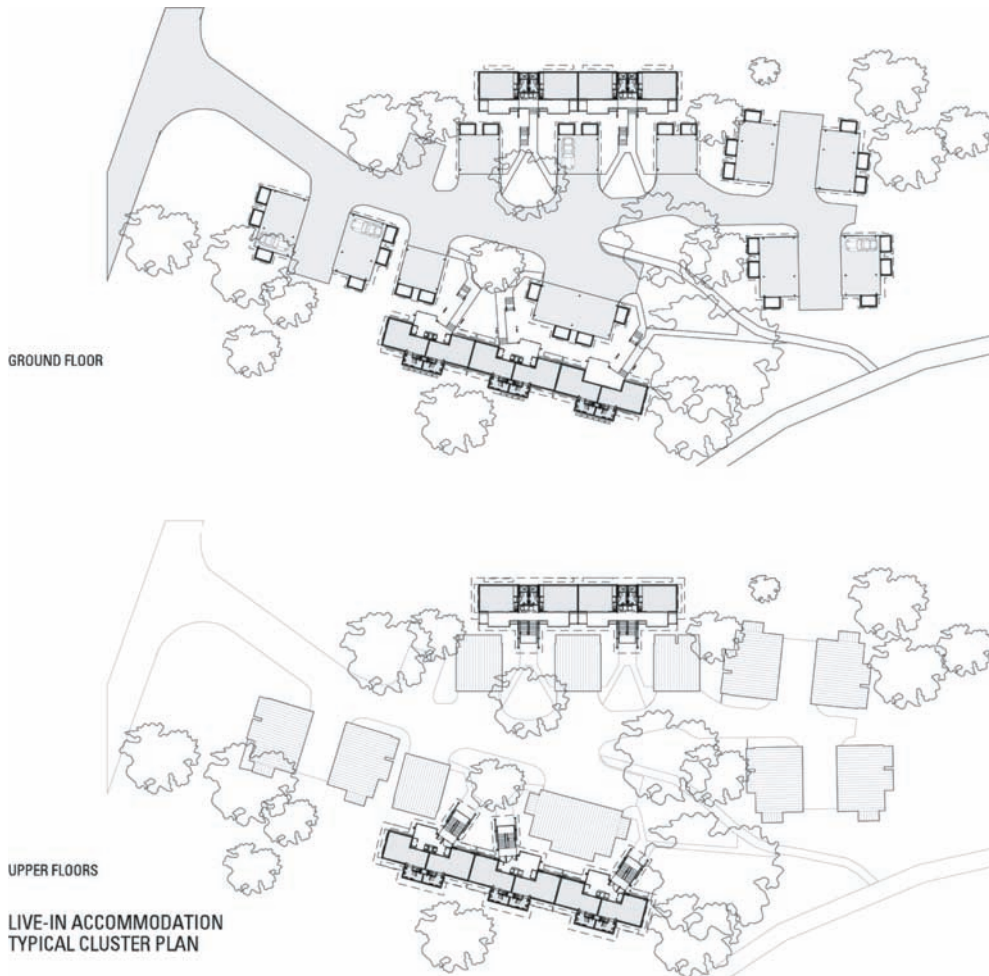 GROUND FLOOR
UPPER FLOORS
LIVE-IN ACCOMMODATION
TYPICAL CLUSTER PLAN